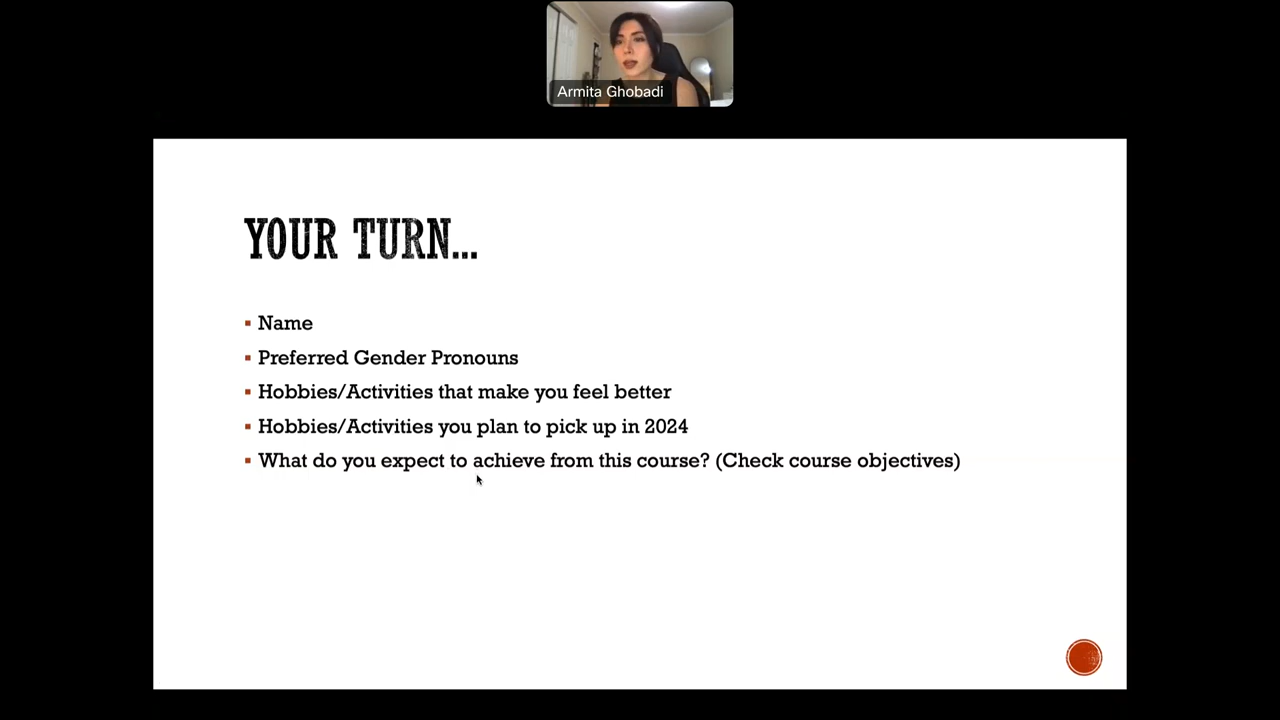 Armita Ghobadi
YOUR TURN...
Name
Preferred Gender Pronouns
Hobbies/Activities that make you feel better
Hobbies/Activities you plan to pick up in 2024
What do you expect to achieve from this course? (Check course objectives)